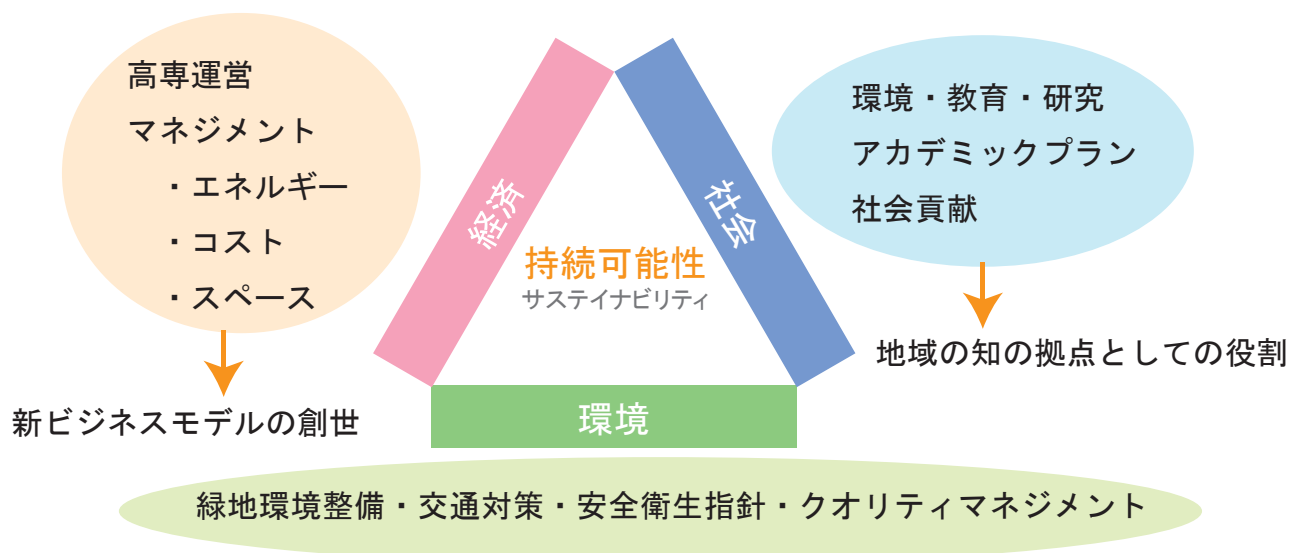 高専運営
マネジメント
・エネルギー
・コスト
・スペース
新ビジネスモデルの創世
経済
社会
持続可能性
サステイナビリティ
環境
環境・教育・研究
アカデミックプラン
社会貢献
地域の知の拠点としての役割
緑地環境整備・交通対策・安全衛生指針・クオリティマネジメント